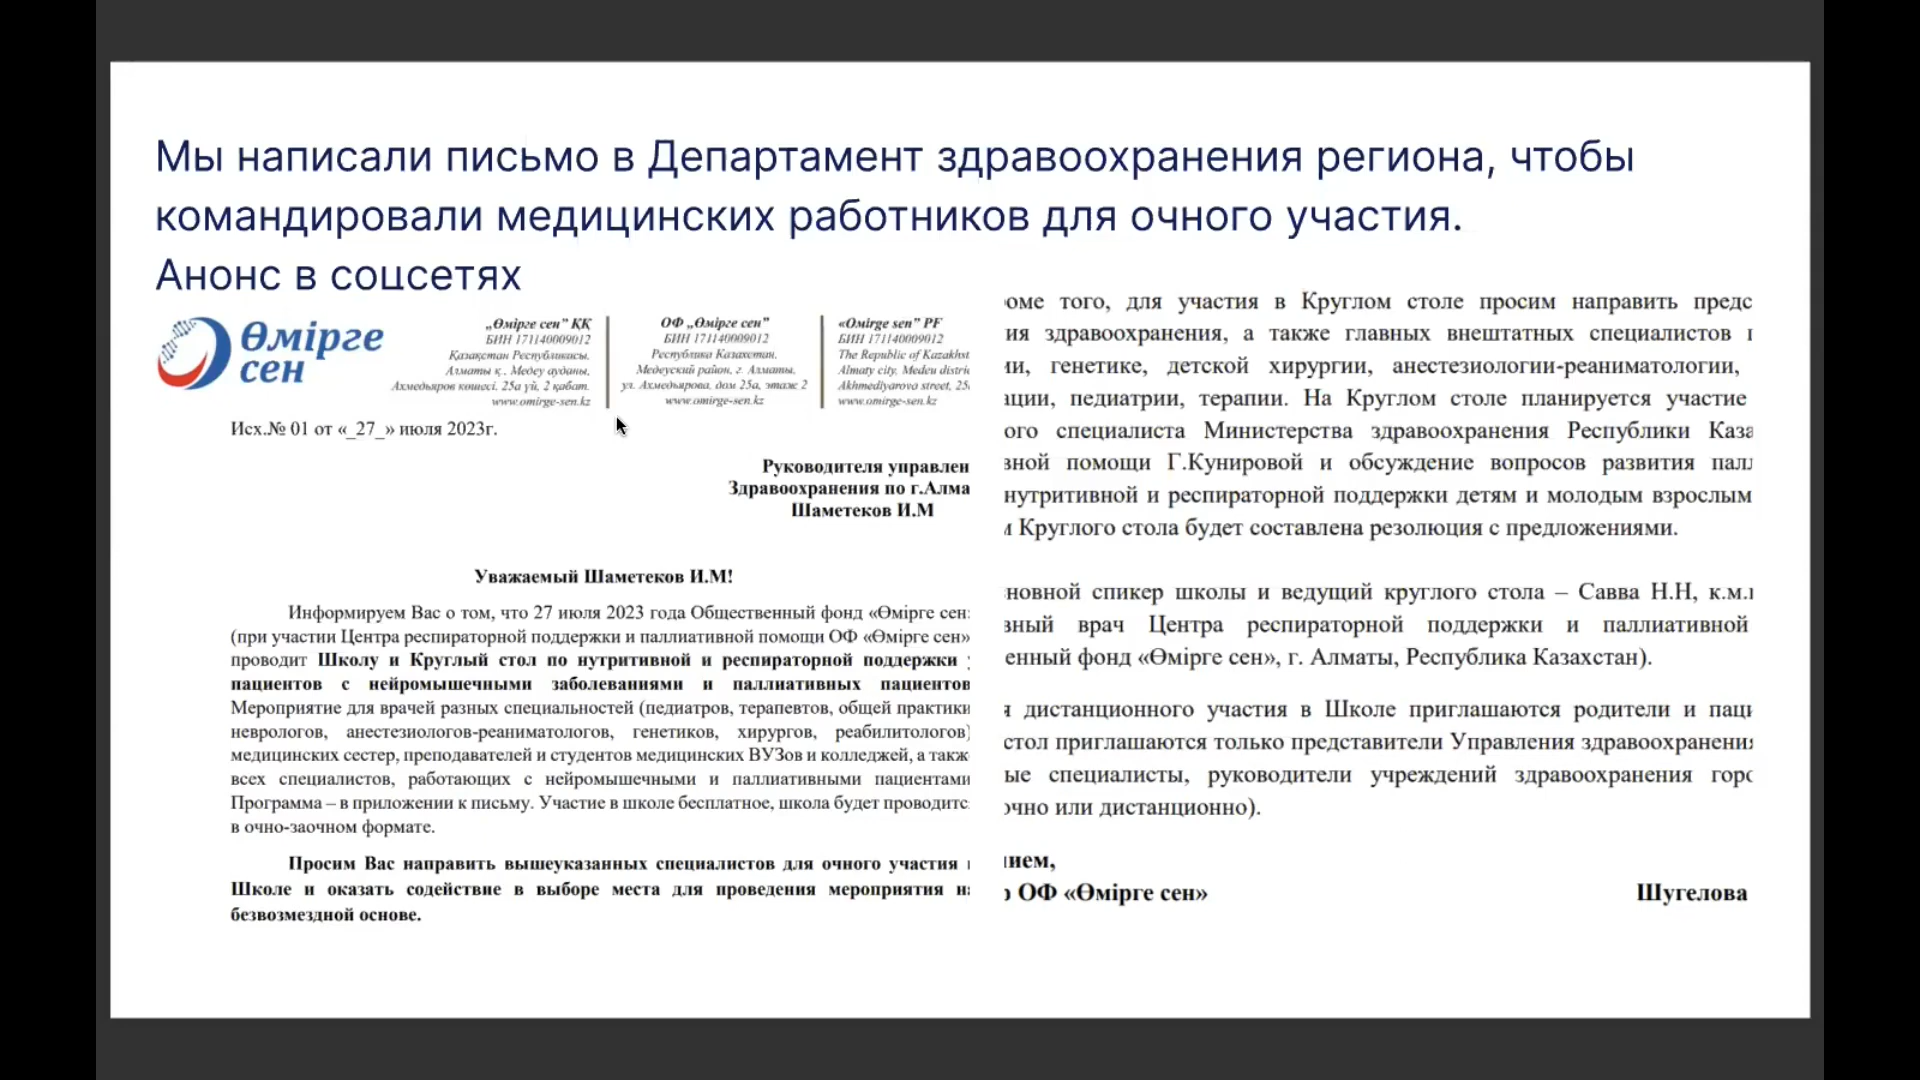 Мы написали письмо в Департамент здравоохранения региона, чтобы
командировали медицинских работников для очного участия.
Анонс в соцсетях
Өмірге
сен
„Өмірге сен” ҚҚ
БИН 171140009012
Қазақстан Республикасы,
Алматы қ., Медеу ауданы,
Ахмедьяров көшесі, 25а үй, 2 қабат.
www.omirge-sen.kz
ОФ „Өмірге сен”
БИН 171140009012
Республика Казахстан,
Медеуский район, г. Алматы,
ул. Ахмедьярова, дом 25а, этаж 2
www.omirge-sen.kz
«Omirge sen” PF
БИН 171140009012
The Republic of Kazakhst
Almaty city, Medeu distri
Akhmediyarova street, 25
www.omirge-sen.kz
Исх.№ 01 от «_27_» июля 2023г.
Руководителя управлен
Здравоохранения по г.Алма
Шаметеков И.М
Уважаемый Шаметеков И.М!
Информируем Вас о том, что 27 июля 2023 года Общественный фонд «Өмірге сен»
(при участии Центра респираторной поддержки и паллиативной помощи ОФ «Өмірге сен»
проводит Школу и Круглый стол по нутритивной и респираторной поддержки
пациентов с нейромышечными заболеваниями и паллиативных пациентов
Мероприятие для врачей разных специальностей (педиатров, терапевтов, общей практики
неврологов, анестезиологов-реаниматологов, генетиков, хирургов, реабилитологов)
медицинских сестер, преподавателей и студентов медицинских ВУЗов и колледжей, а такж
всех специалистов, работающих с нейромышечными и паллиативными пациентами
Программа – в приложении к письму. Участие в школе бесплатное, школа будет проводитс
в очно-заочном формате.
Просим Вас направить вышеуказанных специалистов для очного участия
Школе и оказать содействие в выборе места для проведения мероприятия на
безвозмездной основе.
оме того, для участия в Круглом столе просим направить предс
ия здравоохранения, а также главных внештатных специалистов
ии, генетике, детской хирургии, анестезиологии-реаниматологии,
ации, педиатрии, терапии. На Круглом столе планируется участие
ого специалиста Министерства здравоохранения Республики Каза
вной помощи Г.Кунировой и обсуждение вопросов развития пал
нутритивной и респираторной поддержки детям и молодым взрослым
и Круглого стола будет составлена резолюция с предложениями.
новной спикер школы и ведущий круглого стола – Савва Н.Н, к.м.
вный врач Центра респираторной поддержки и паллиативной
енный фонд «Өмірге сен», г. Алматы, Республика Казахстан).
я дистанционного участия в Школе приглашаются родители и паци
стол приглашаются только представители Управления здравоохранения
ые специалисты, руководители учреждений здравоохранения горо
очно или дистанционно).
нием,
р ОФ «Өмірге сен»
Шугелова